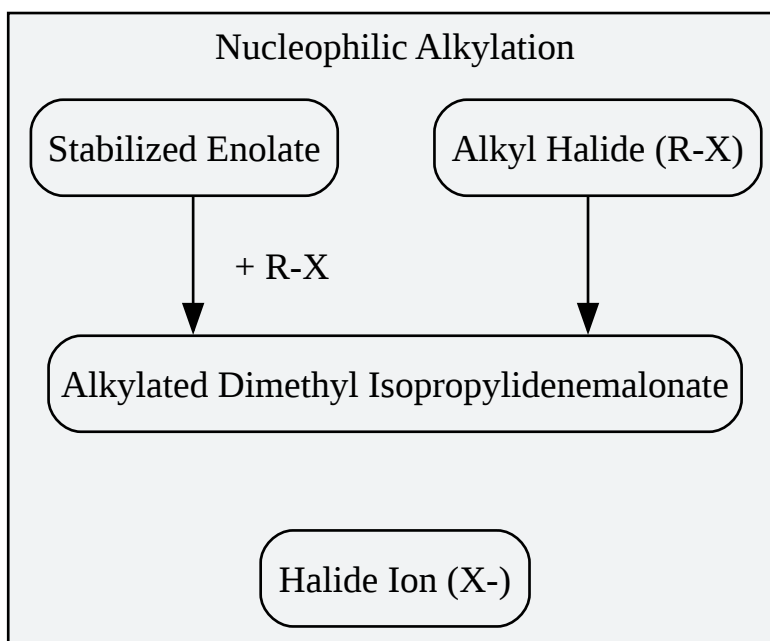 Nucleophilic Alkylation
Stabilized Enolate
Alkyl Halide (R-X)
+ R-X
Alkylated Dimethyl Isopropylidenemalonate
Halide Ion (X-)